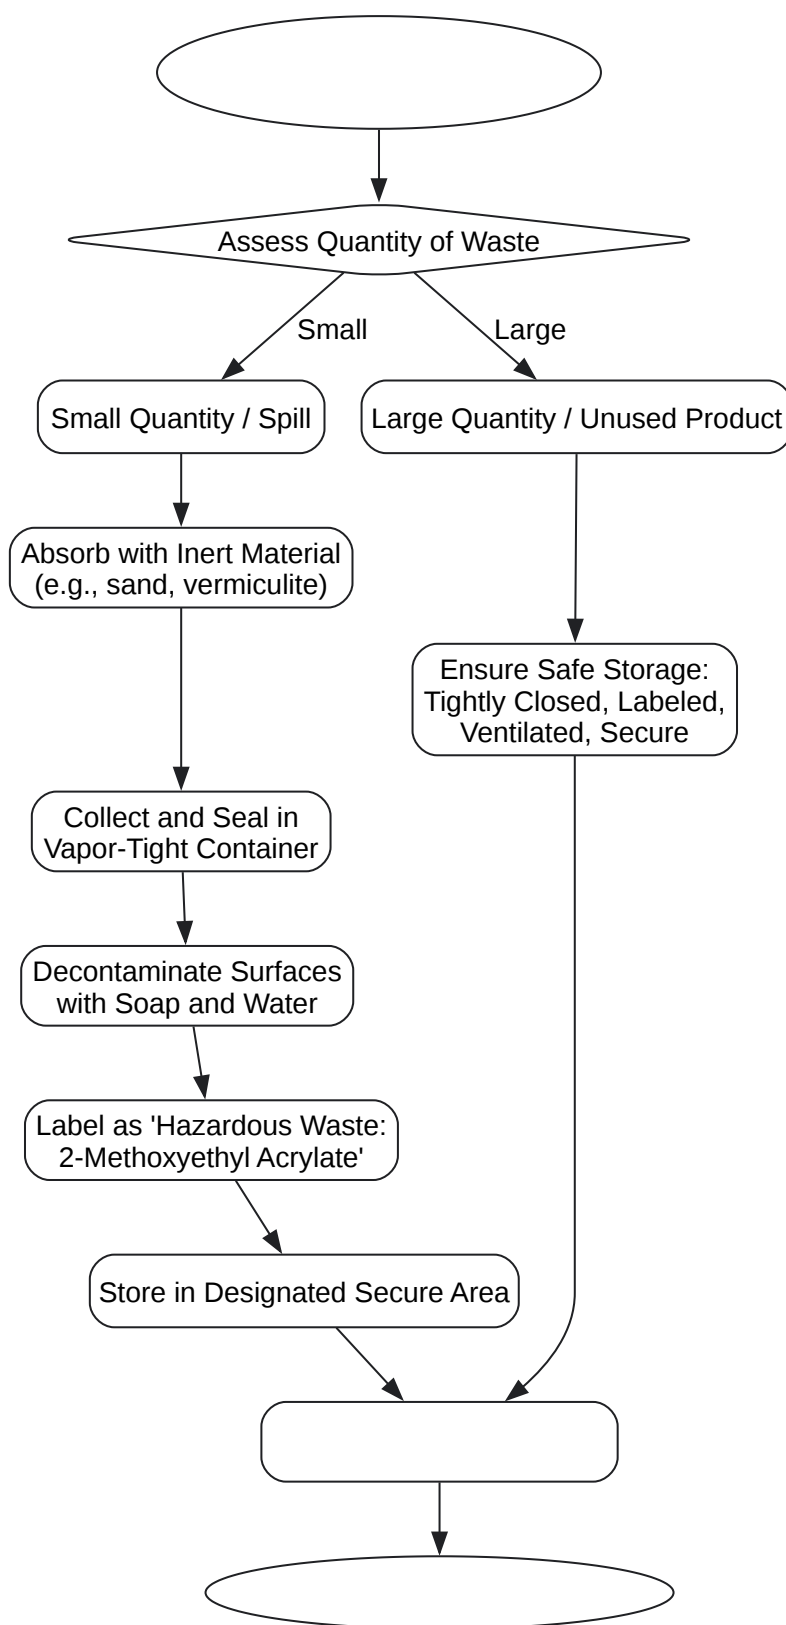 Assess Quantity of Waste
Small
Large
Small Quantity / Spill
Large Quantity / Unused Product
Absorb with Inert Material
(e.g., sand, vermiculite)
Ensure Safe Storage:
Tightly Closed, Labeled,
Ventilated, Secure
Collect and Seal in
Vapor-Tight Container
Decontaminate Surfaces
with Soap and Water
Label as 'Hazardous Waste:
2-Methoxyethyl Acrylate'
Store in Designated Secure Area